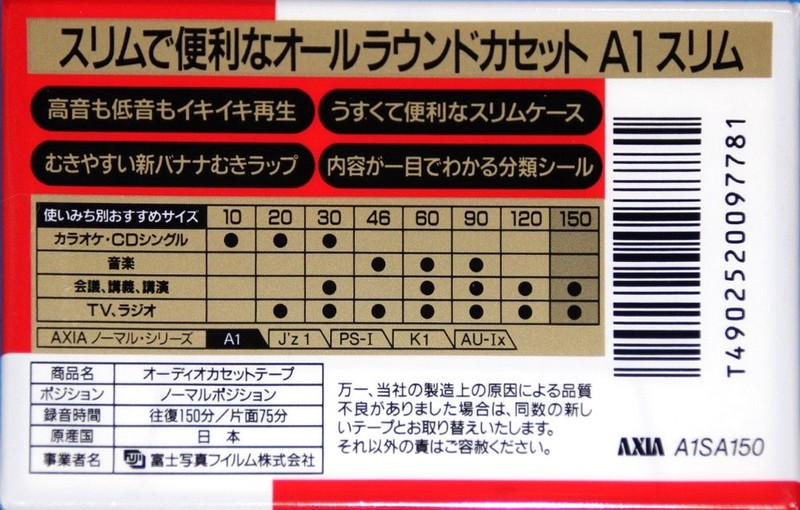 スリムで便利なオールラウンドカセット A1スリム
高音も低音もイキイキ再生
うすくて便利なスリムケース
むきやすい新バナナむきラップ
内容が一目でわかる分類シール
使いみち別おすすめサイズ 10 20 30 46 60 90 120 150
カラオケ・CDシングル ● ● ●
音楽 ● ● ●
会議、講義、講演 ● ● ● ● ●
TV、ラジオ ● ● ● ● ● ● ●
AXIA ノーマル・シリーズ A1 J'z 1 PS-I K1 AU-Ix
商品名 オーディオカセットテープ
ポジション ノーマルポジション
録音時間 往復150分/片面75分
原産国 日本
事業者名 FUJI 富士写真フイルム株式会社
万一、当社の製造上の原因による品質
不良がありました場合は、同数の新し
いテープとお取り替えいたします。
それ以外の責はご容赦ください。
T4902520097781
AXIA A1SA150